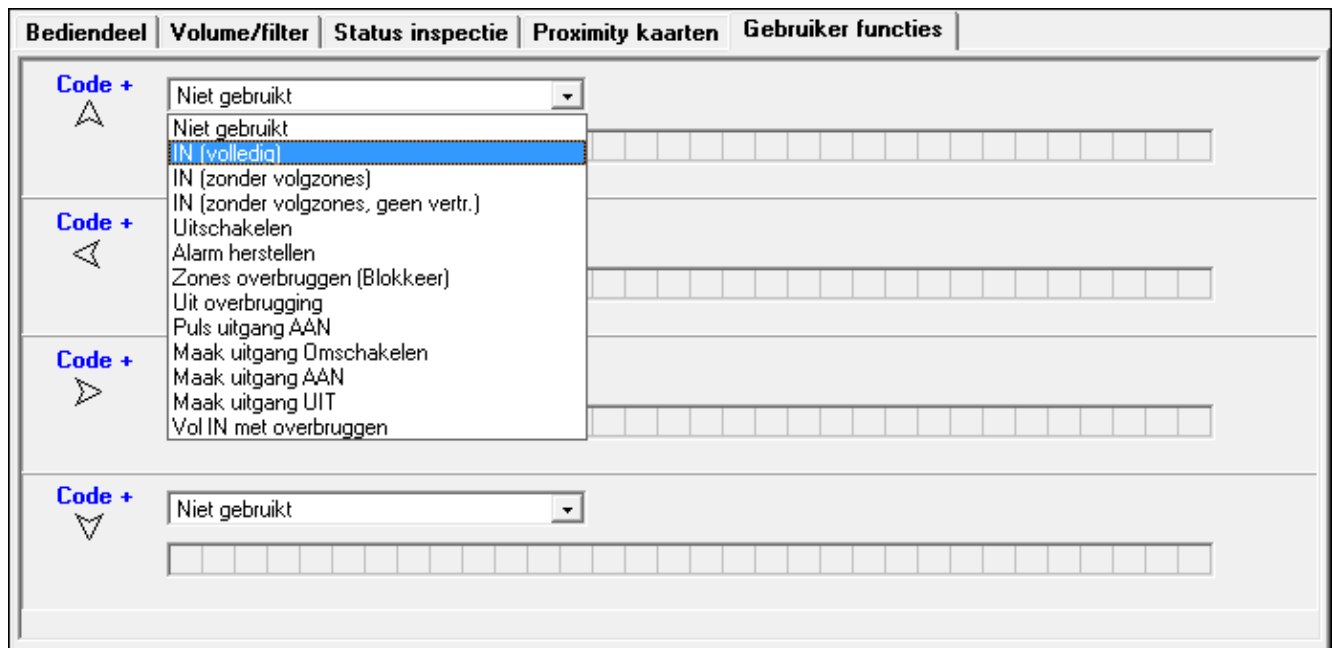 Bediendeel Volume/filter Status inspectie Proximity kaarten Gebruiker functies
Code +
Niet gebruikt
Niet gebruikt
IN (volledig)
IN (zonder volgzones)
IN (zonder volgzones, geen vertr.)
Code +
Uitschakelen
Alarm herstellen
Zones overbruggen (Blokkeer)
Uit overbrugging
Puls uitgang AAN
Code +
Maak uitgang Omschakelen
Maak uitgang AAN
Maak uitgang UIT
Vol IN met overbruggen
Code +
Niet gebruikt